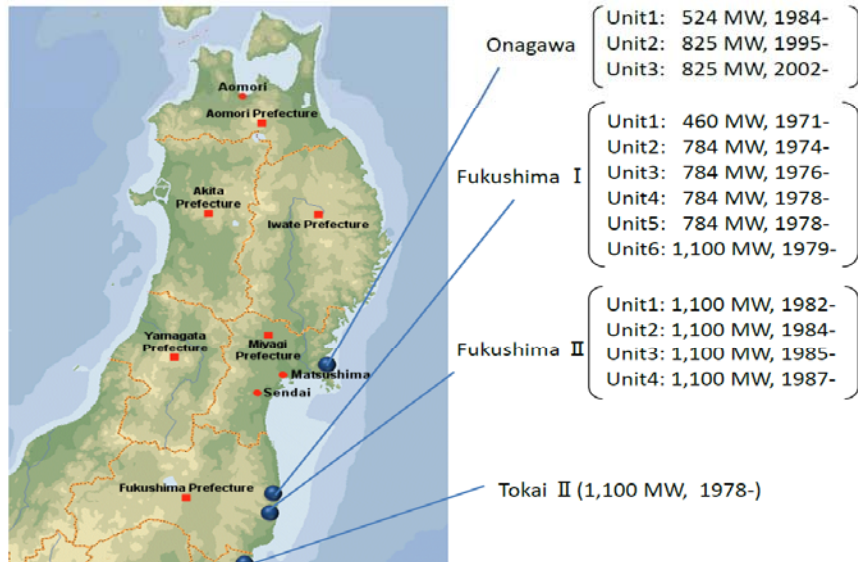 Aomori
Aomori Prefecture
Akita
Prefecture
Iwate Prefecture
Yamagata
Prefecture
Miyagi
Prefecture
Matsushima
Sendai
Fukushima Prefecture
Onagawa
Unit1: 524 MW, 1984-
Unit2: 825 MW, 1995-
Unit3: 825 MW, 2002-
Fukushima Ⅰ
Unit1: 460 MW, 1971-
Unit2: 784 MW, 1974-
Unit3: 784 MW, 1976-
Unit4: 784 MW, 1978-
Unit5: 784 MW, 1978-
Unit6: 1,100 MW, 1979-
Fukushima Ⅱ
Unit1: 1,100 MW, 1982-
Unit2: 1,100 MW, 1984-
Unit3: 1,100 MW, 1985-
Unit4: 1,100 MW, 1987-
Tokai Ⅱ (1,100 MW, 1978-)